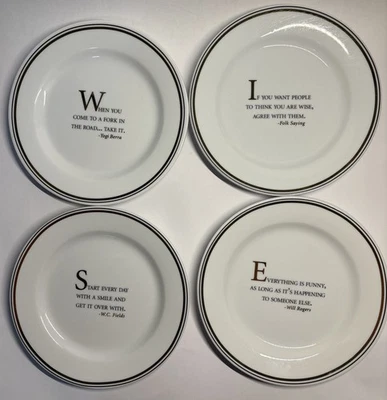 WHEN YOU
COME TO A FORK IN
THE ROAD... TAKE IT.
-Yogi Berra
IF YOU WANT PEOPLE
TO THINK YOU ARE WISE,
AGREE WITH THEM.
-Folk Saying
START EVERY DAY
WITH A SMILE AND
GET IT OVER WITH.
-W.C. Fields
EVERYTHING IS FUNNY,
AS LONG AS IT'S HAPPENING
TO SOMEONE ELSE.
-Will Rogers